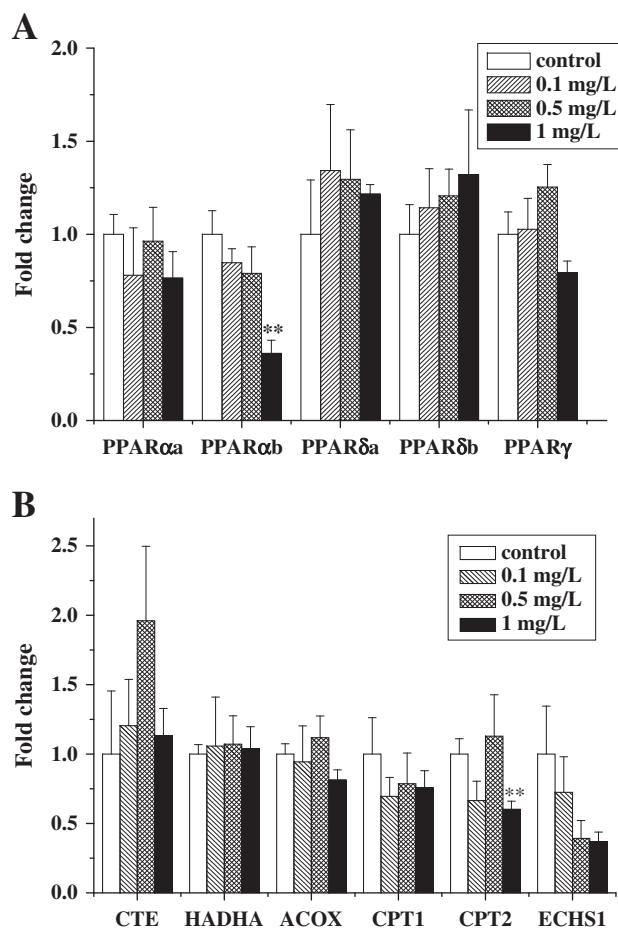 A
2.0
1.5
1.0
0.5
0.0
Fold change
control
0.1 mg/L
0.5 mg/L
1 mg/L
**
PPARαa PPARαb PPARδa PPARδb PPARγ
B
2.5
2.0
1.5
1.0
0.5
0.0
Fold change
control
0.1 mg/L
0.5 mg/L
1 mg/L
**
CTE HADHA ACOX CPT1 CPT2 ECHS1